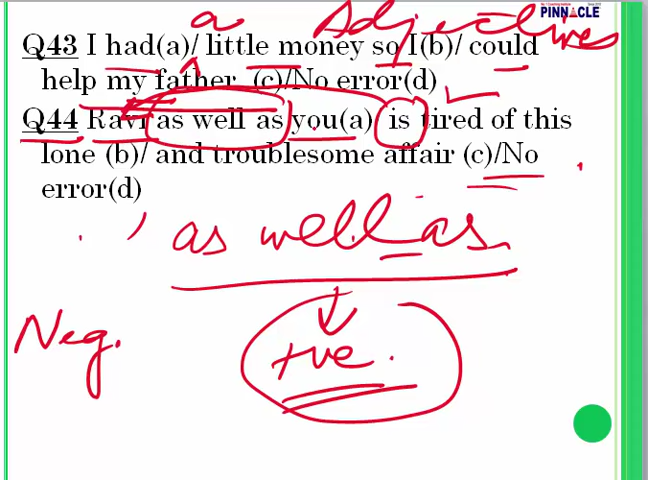 a Adjectives PINNACLE
Q43 I had(a)/ little money so I(b)/ could
help my father (c)/No error(d)
Q44 Ravi as well as you(a) is tired of this
lone (b)/ and troublesome affair (c)/No
error(d)
as well as
Neg.
+ve.